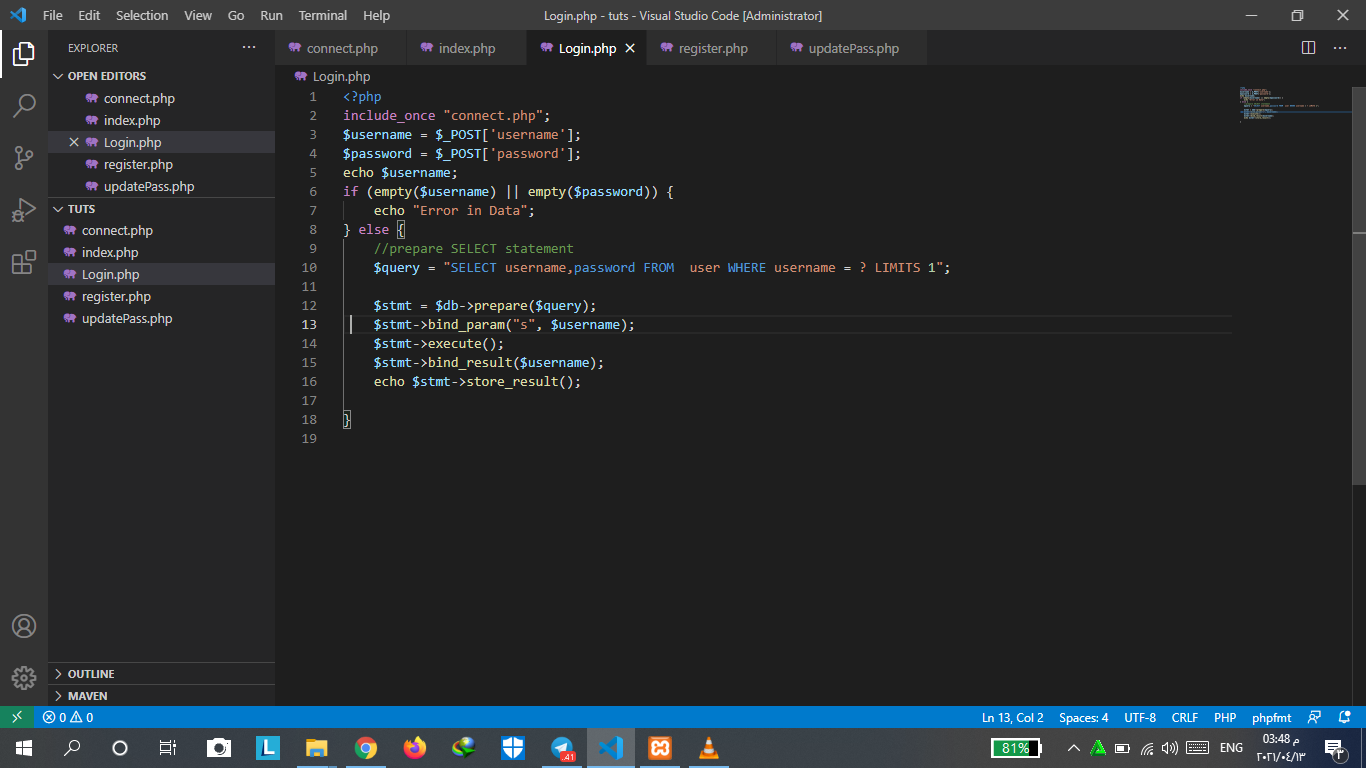 File Edit Selection View Go Run Terminal Help Login.php - tuts - Visual Studio Code [Administrator]
EXPLORER
OPEN EDITORS
connect.php
index.php
Login.php
register.php
updatePass.php
TUTS
connect.php
index.php
Login.php
register.php
updatePass.php
OUTLINE
MAVEN
connect.php index.php Login.php register.php updatePass.php
Login.php
1 <?php
2 include_once "connect.php";
3 $username = $_POST['username'];
4 $password = $_POST['password'];
5 echo $username;
6 if (empty($username) || empty($password)) {
7     echo "Error in Data";
8 } else {
9     //prepare SELECT statement
10     $query = "SELECT username,password FROM  user WHERE username = ? LIMITS 1";
11
12     $stmt = $db->prepare($query);
13     $stmt->bind_param("s", $username);
14     $stmt->execute();
15     $stmt->bind_result($username);
16     echo $stmt->store_result();
17
18 }
19
0 0 Ln 13, Col 2 Spaces: 4 UTF-8 CRLF PHP phpfmt
L .41 81% ENG 03:48 م
٢٠٢١/٠٤/١٣ ٣